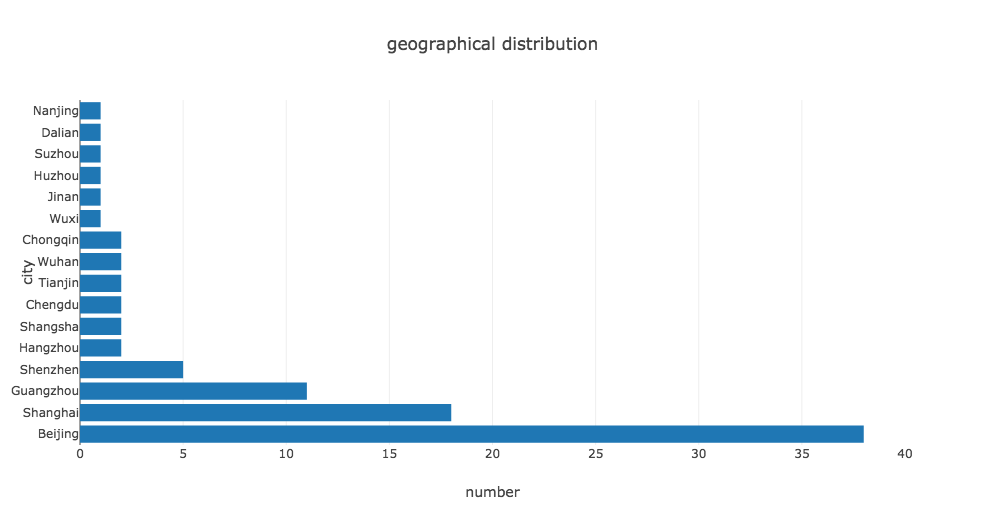 geographical distribution
Nanjing
Dalian
Suzhou
Huzhou
Jinan
Wuxi
Chongqin
Wuhan
city
Tianjin
Chengdu
Shangsha
Hangzhou
Shenzhen
Guangzhou
Shanghai
Beijing
0 5 10 15 20 25 30 35 40
number